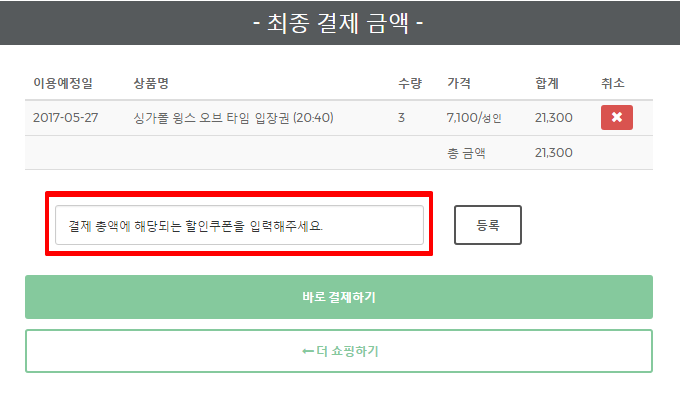 - 최종 결제 금액 -
이용예정일 상품명 수량 가격 합계 취소
2017-05-27 싱가폴 윙스 오브 타임 입장권 (20:40) 3 7,100/성인 21,300
총 금액 21,300
결제 총액에 해당되는 할인쿠폰을 입력해주세요. 등록
바로 결제하기
더 쇼핑하기